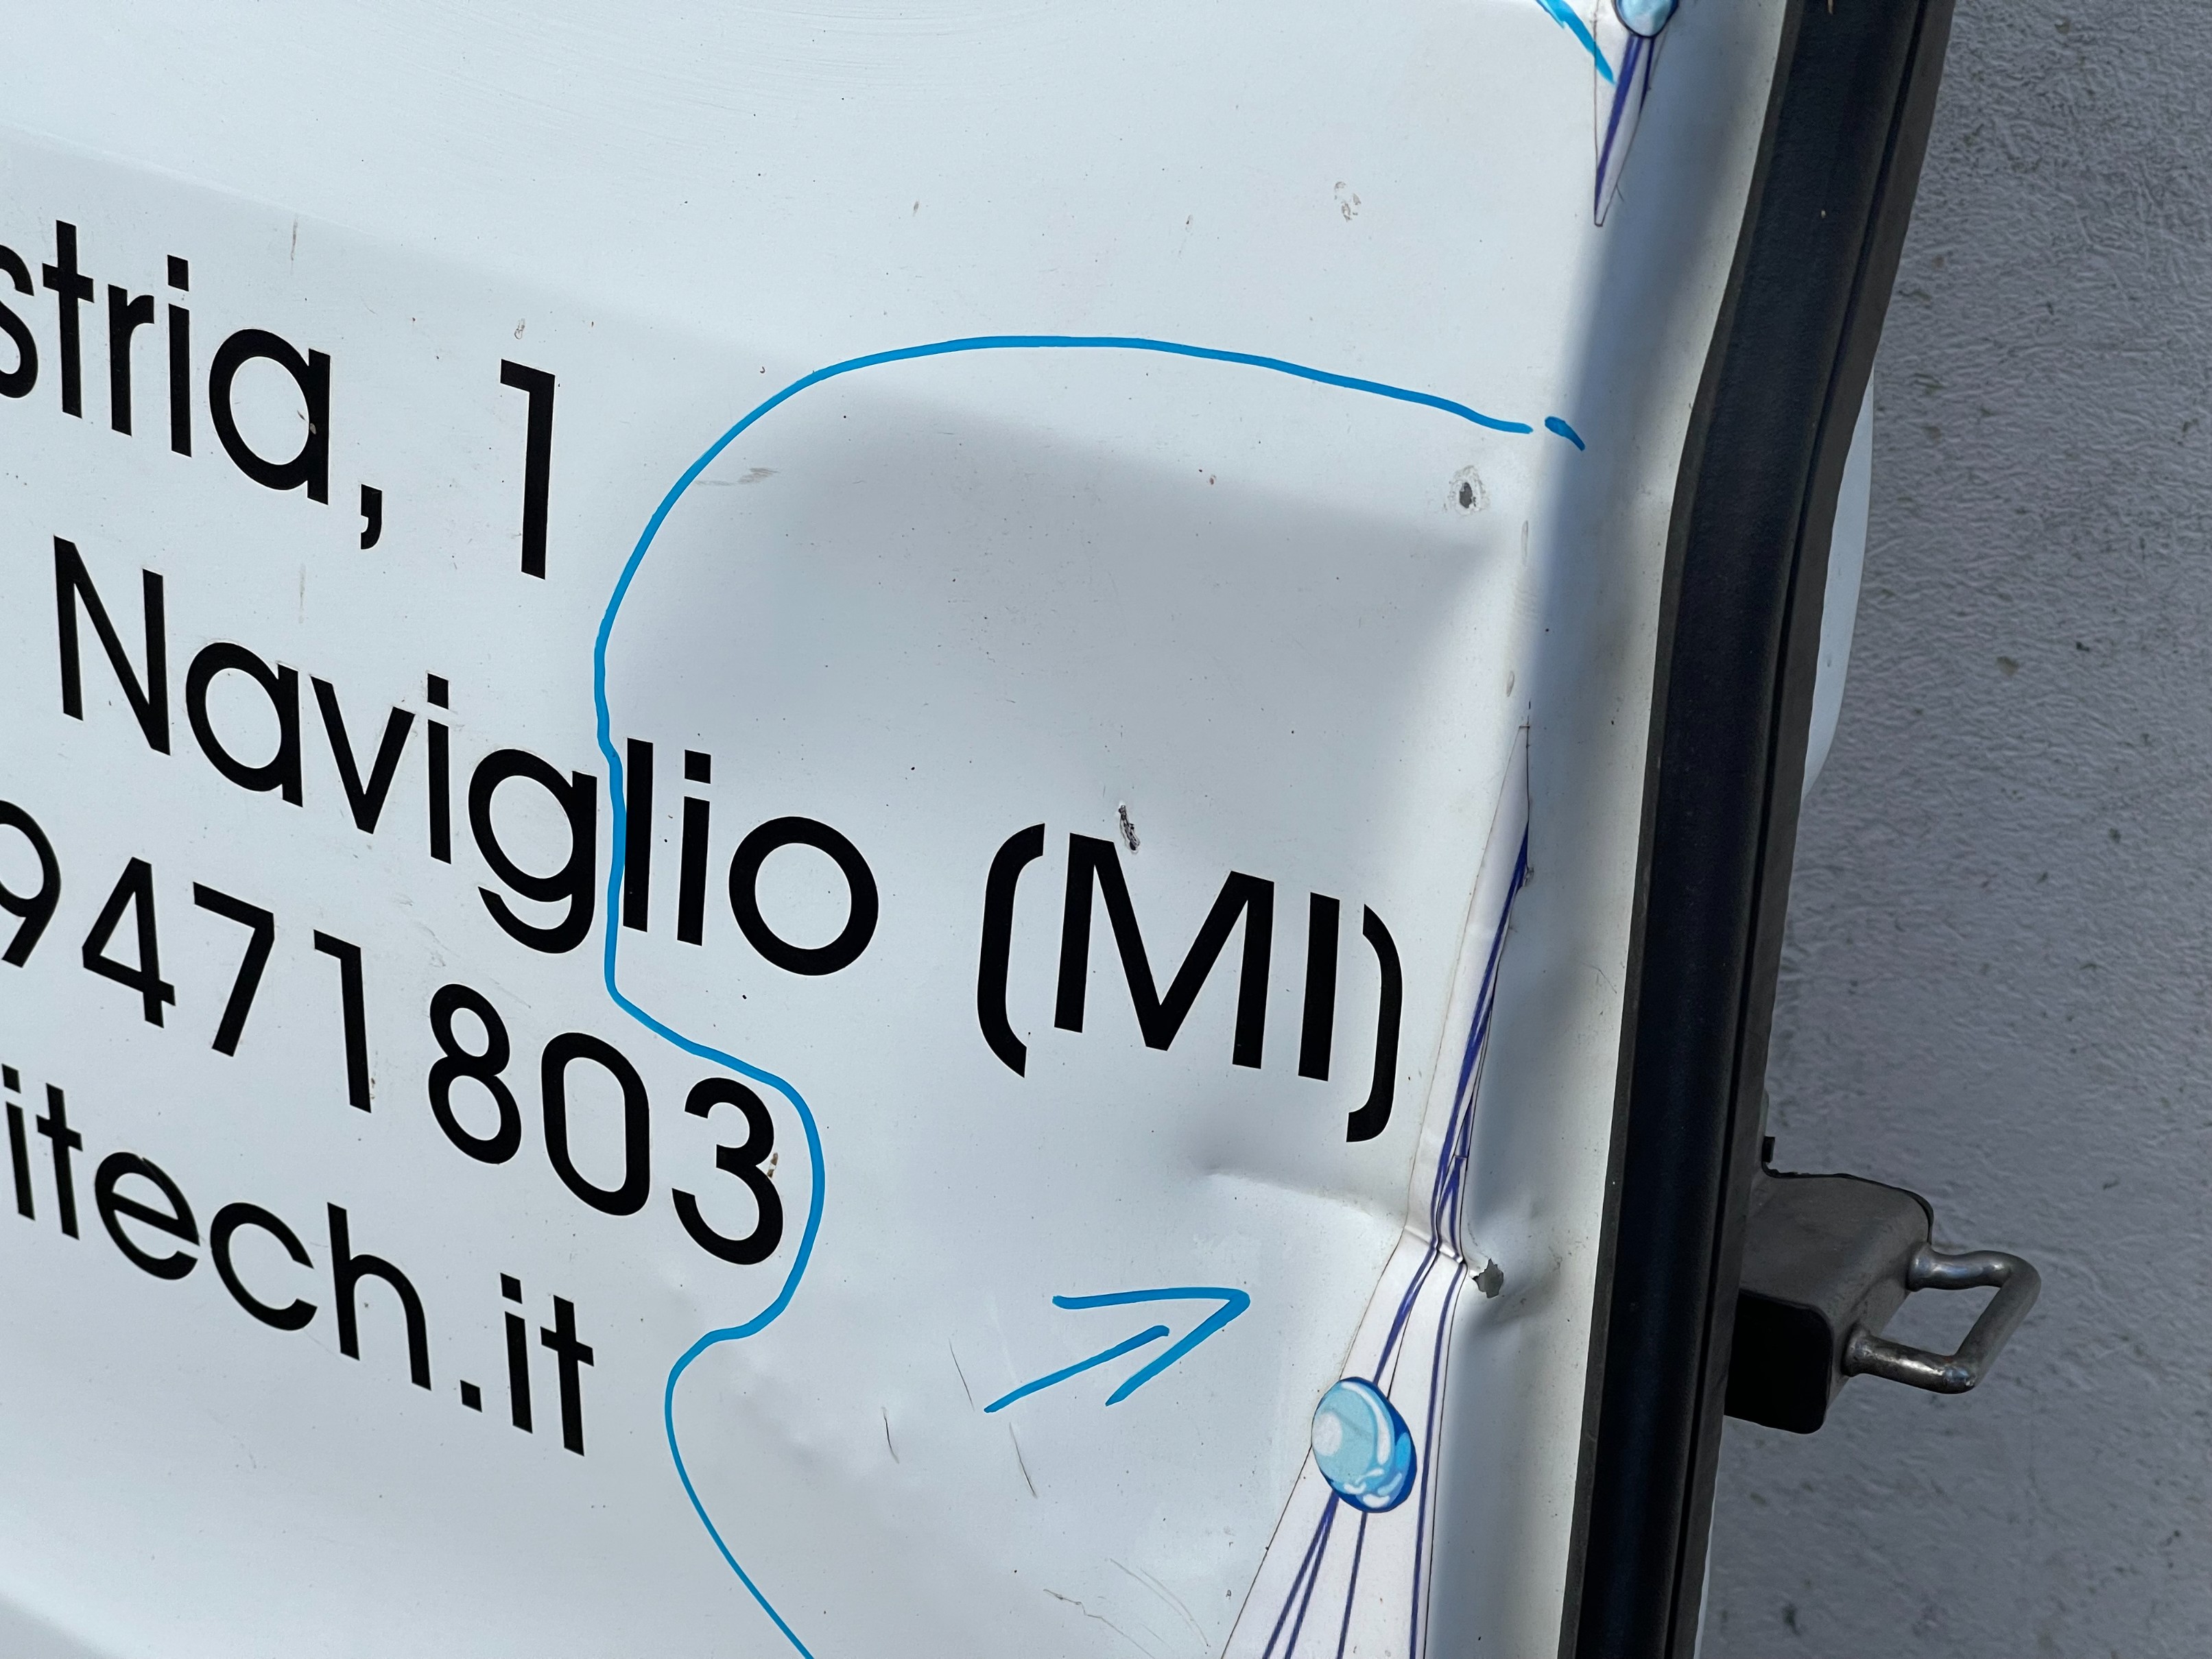 stria, 1
Naviglio (MI)
9471803
itech.it